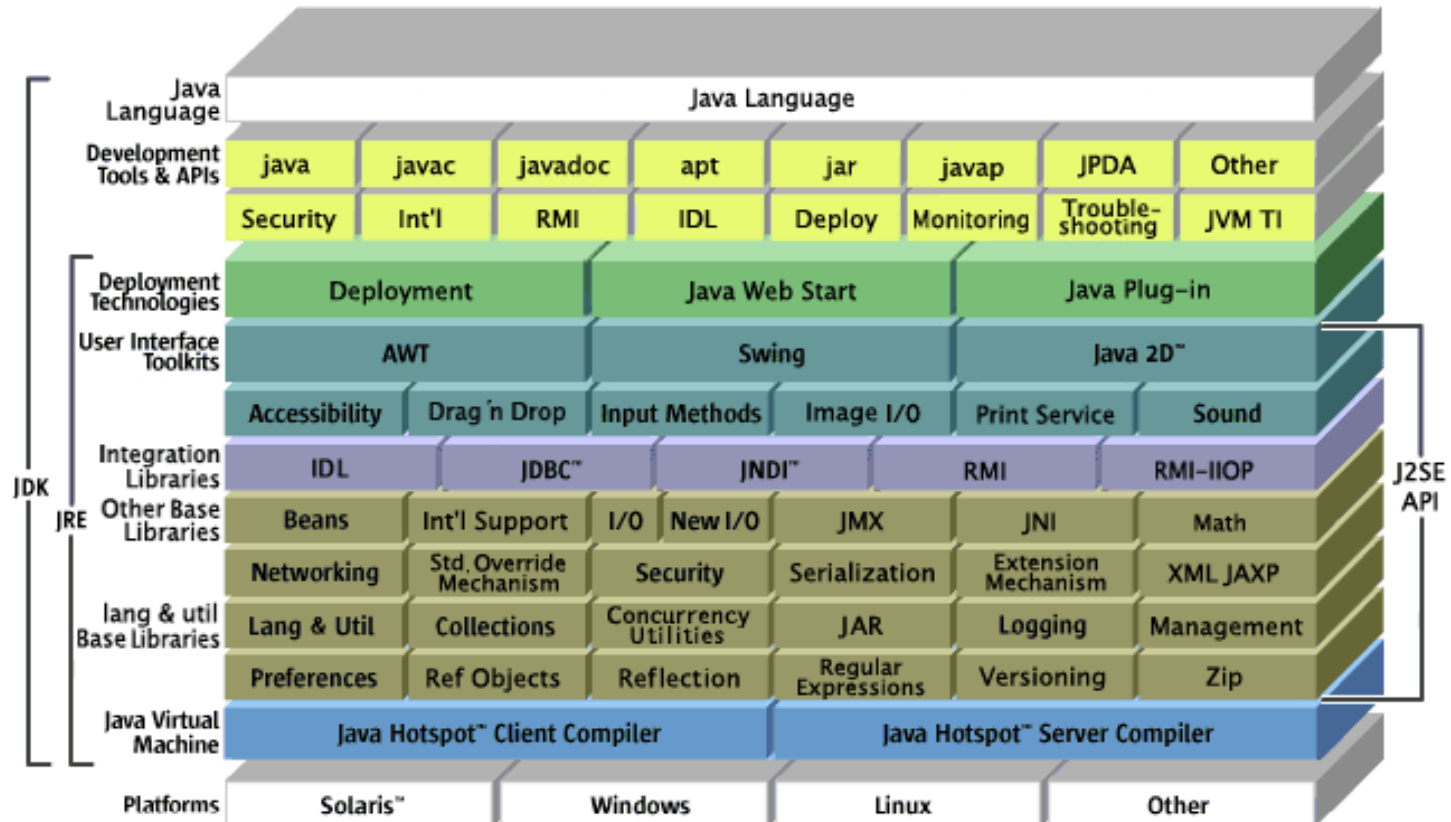 Java
Language
Java Language
Development
Tools & APIs
java javac javadoc apt jar javap JPDA Other
Security Int'l RMI IDL Deploy Monitoring Trouble-
shooting JVM TI
Deployment
Technologies
Deployment Java Web Start Java Plug-in
User Interface
Toolkits
AWT Swing Java 2D™
Accessibility Drag´n Drop Input Methods Image I/O Print Service Sound
Integration
Libraries
IDL JDBC™ JNDI™ RMI RMI-IIOP
JDK
JRE
J2SE
API
Other Base
Libraries
Beans Int'l Support I/O New I/O JMX JNI Math
Networking Std. Override
Mechanism Security Serialization Extension
Mechanism XML JAXP
lang & util
Base Libraries
Lang & Util Collections Concurrency
Utilities JAR Logging Management
Preferences Ref Objects Reflection Regular
Expressions Versioning Zip
Java Virtual
Machine
Java Hotspot™ Client Compiler Java Hotspot™ Server Compiler
Platforms
Solaris™ Windows Linux Other